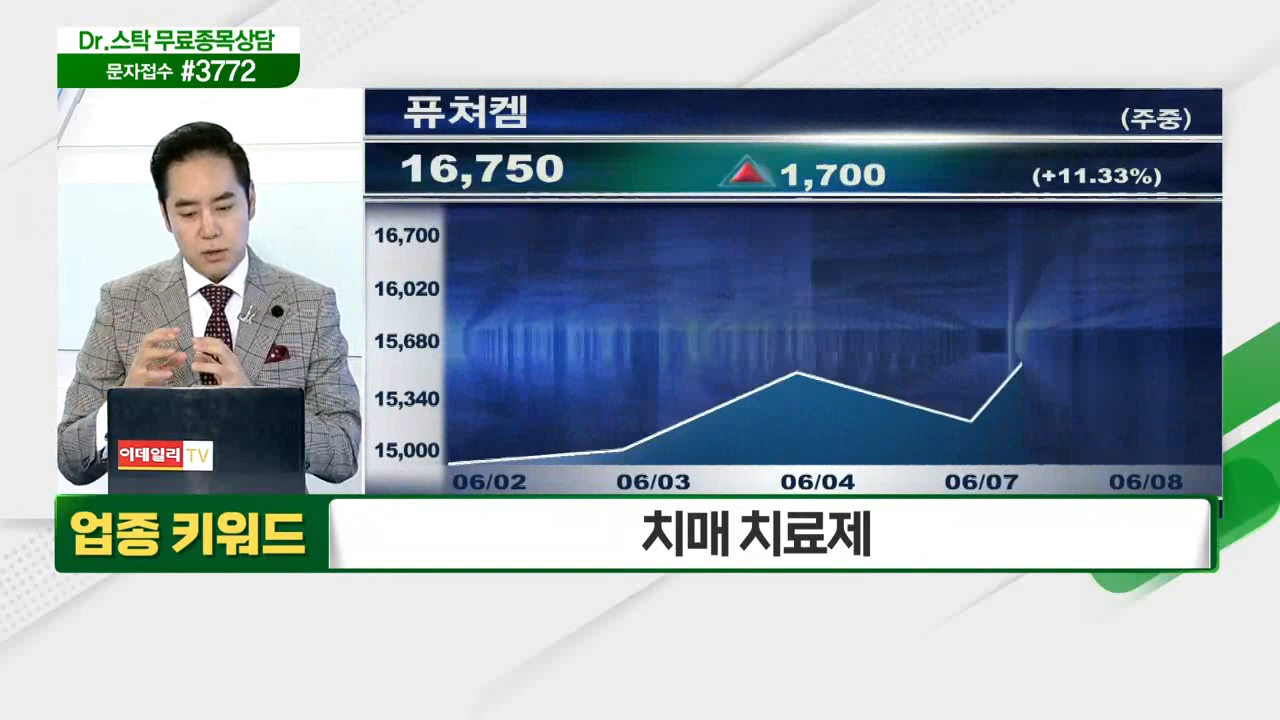 Dr.스탁 무료종목상담
문자접수 #3772
퓨쳐켐
(주중)
16,750
1,700
(+11.33%)
16,700
16,020
15,680
15,340
15,000
06/02 06/03 06/04 06/07 06/08
이데일리 TV
업종 키워드
치매 치료제